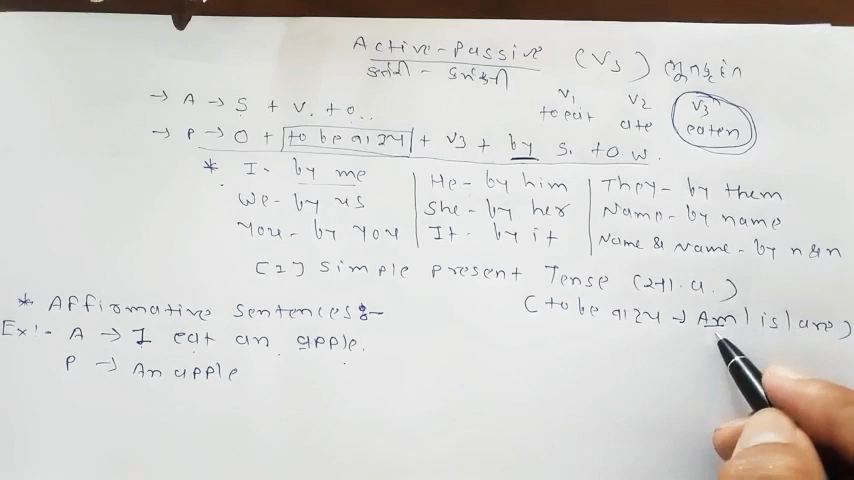 Active-Passive (V3)
કર્તરી - કર્મણી
→ A → S + V. + O..
V1 V2 V3
to eat ate eaten
→ P → O + to be વાચ્ય + V3 + by S. + O.W.
* I - by me He - by him They - by them
We - by us She - by her Name - by name
You - by you It - by it Name & Name - by n & n
[1] Simple Present Tense (સા.વ.)
(to be વાચ્ય → Am | is | are)
* Affirmative Sentences :-
Ex:- A → I eat an apple.
P → An apple